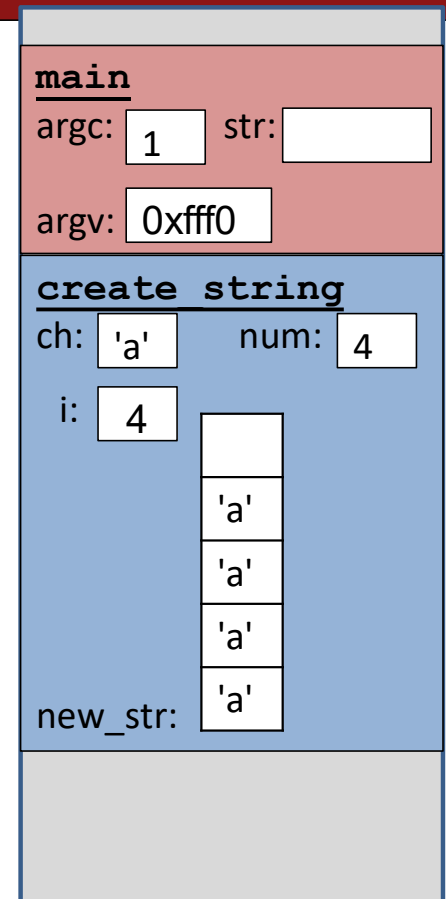 main
argc: 1 str:
argv: 0xfff0
create_string
ch: 'a' num: 4
i: 4
'a'
'a'
'a'
new_str: 'a'